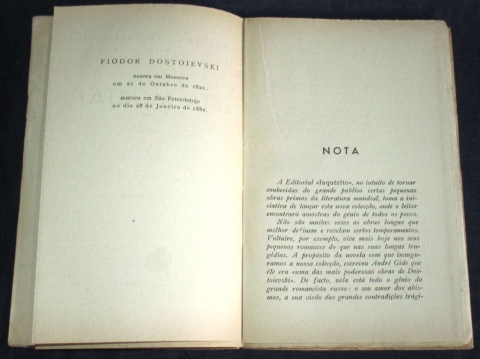 FIODOR DOSTOIEVSKI
nasceu em Moscovo
em 21 de Outubro de 1821.
morreu em São Petersburgo
no dia 28 de Janeiro de 1881.
NOTA
A Editorial «Inquérito», no intuito de tornar
conhecidas do grande público certas pequenas
obras primas da literatura mundial, toma a ini-
ciativa de lançar esta nova colecção, onde o leitor
encontrará amostras do génio de todos os povos.
Não são muitas vezes as obras longas que
melhor definem e revelam certos temperamentos.
Voltaire, por exemplo, vive mais hoje nos seus
pequenos romances do que nas suas longas tra-
gédias. A propósito da novela com que inaugu-
ramos a nossa colecção, escreveu André Gide que
éle era «uma das mais poderosas obras de Dos-
toievski». De facto, nela está todo o génio do
grande romancista russo: o seu amor dos abis-
mos, a sua visão das grandes contradições trági-